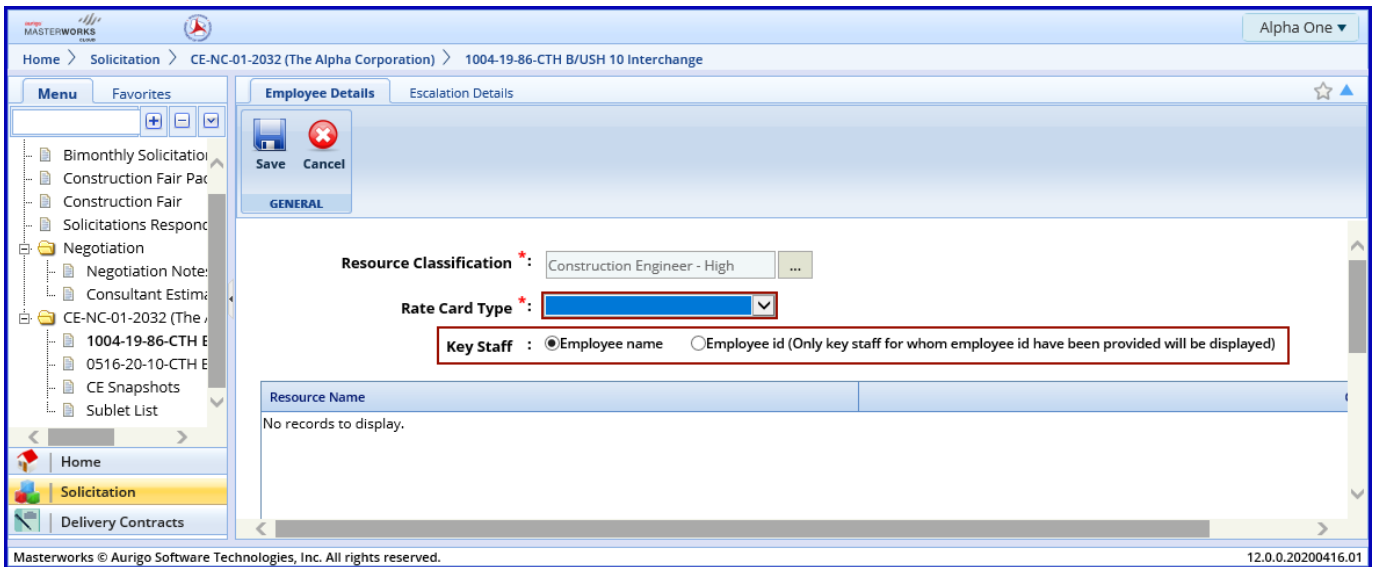 aurigo
MASTERWORKS
CLOUD
Alpha One ▼
Home > Solicitation > CE-NC-01-2032 (The Alpha Corporation) > 1004-19-86-CTH B/USH 10 Interchange
Menu Favorites
Employee Details Escalation Details
Save Cancel
GENERAL
Bimonthly Solicitation
Construction Fair Pac
Construction Fair
Solicitations Respond
Negotiation
Negotiation Notes
Consultant Estima
CE-NC-01-2032 (The A
1004-19-86-CTH B
0516-20-10-CTH E
CE Snapshots
Sublet List
Home
Solicitation
Delivery Contracts
Resource Classification *: Construction Engineer - High ...
Rate Card Type *:
Key Staff : Employee name Employee id (Only key staff for whom employee id have been provided will be displayed)
Resource Name
No records to display.
Masterworks © Aurigo Software Technologies, Inc. All rights reserved. 12.0.0.20200416.01